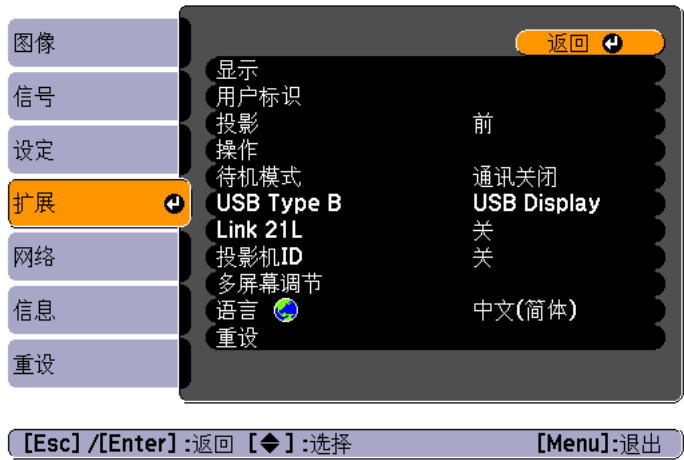 图像
信号
设定
扩展
网络
信息
重设
返回
显示
用户标识
投影 前
操作
待机模式 通讯关闭
USB Type B USB Display
Link 21L 关
投影机ID 关
多屏幕调节
语言 中文(简体)
重设
[Esc] /[Enter] :返回 [◆] :选择 [Menu]:退出